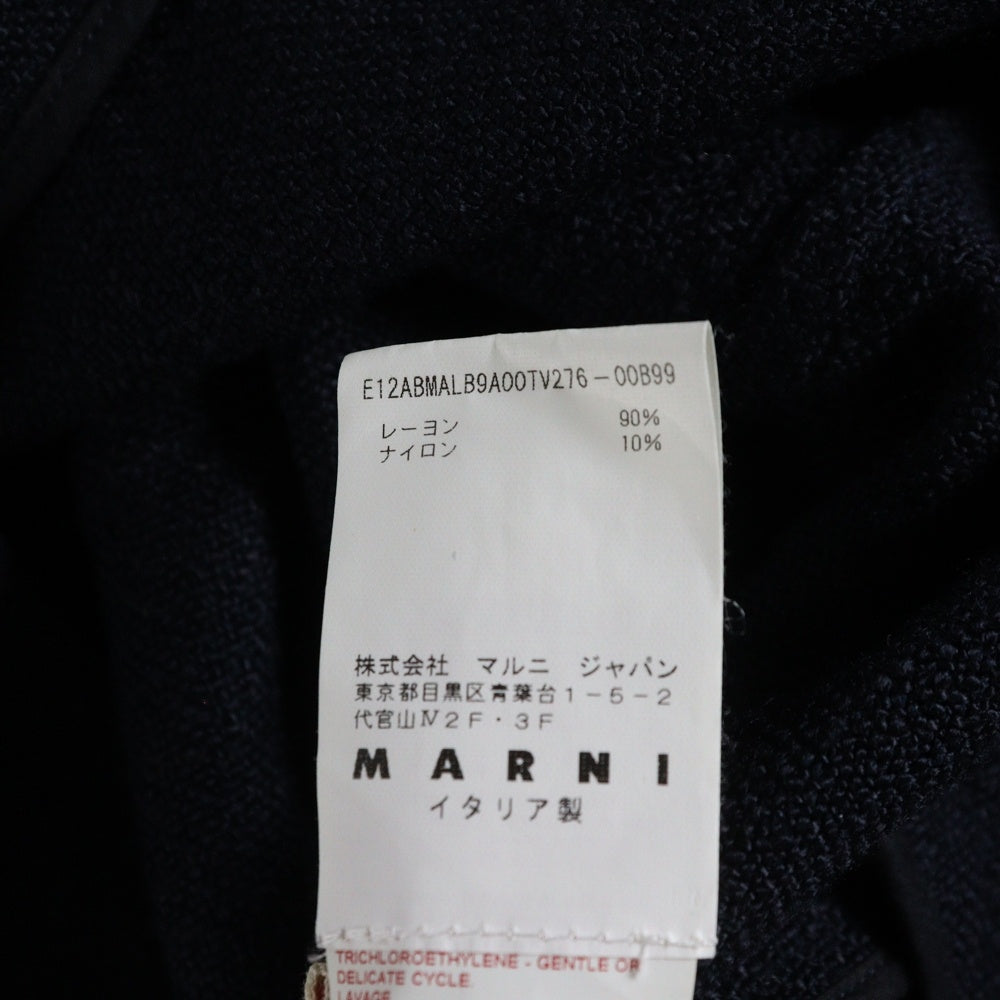 E12ABMALB9A00TV276-00B99
レーヨン 90%
ナイロン 10%
株式会社 マルニ ジャパン
東京都目黒区青葉台1-5-2
代官山Ⅳ2F・3F
MARNI
イタリア製
TRICHLOROETHYLENE - GENTLE OR
DELICATE CYCLE.
LAVAGE